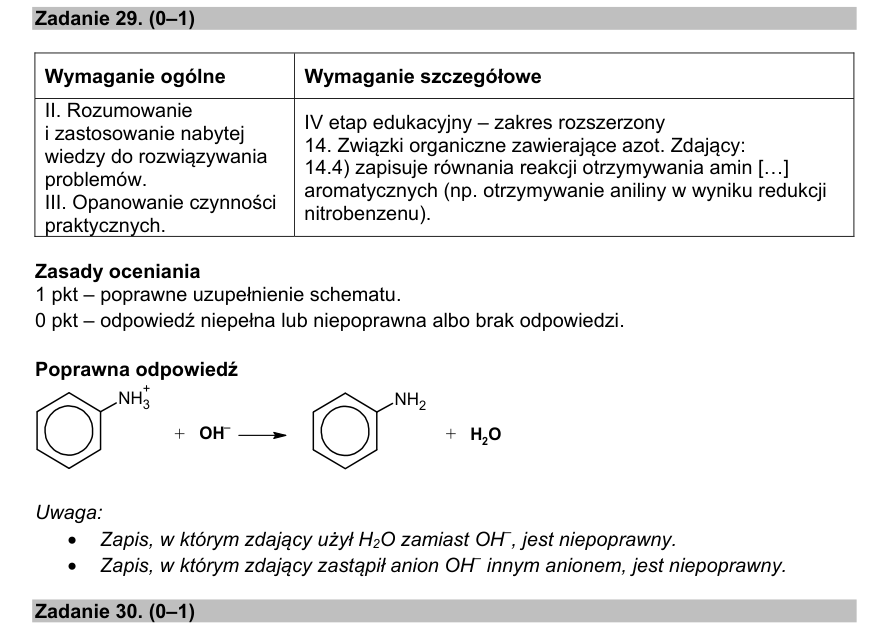 Zadanie 29. (0–1)
Wymaganie ogólne
Wymaganie szczegółowe
II. Rozumowanie
i zastosowanie nabytej
wiedzy do rozwiązywania
problemów.
III. Opanowanie czynności
praktycznych.
IV etap edukacyjny – zakres rozszerzony
14. Związki organiczne zawierające azot. Zdający:
14.4) zapisuje równania reakcji otrzymywania amin […]
aromatycznych (np. otrzymywanie aniliny w wyniku redukcji
nitrobenzenu).
Zasady oceniania
1 pkt – poprawne uzupełnienie schematu.
0 pkt – odpowiedź niepełna lub niepoprawna albo brak odpowiedzi.
Poprawna odpowiedź
NH₃⁺ + OH⁻ ⟶ NH₂ + H₂O
Uwaga:
• Zapis, w którym zdający użył H₂O zamiast OH⁻, jest niepoprawny.
• Zapis, w którym zdający zastąpił anion OH⁻ innym anionem, jest niepoprawny.
Zadanie 30. (0–1)